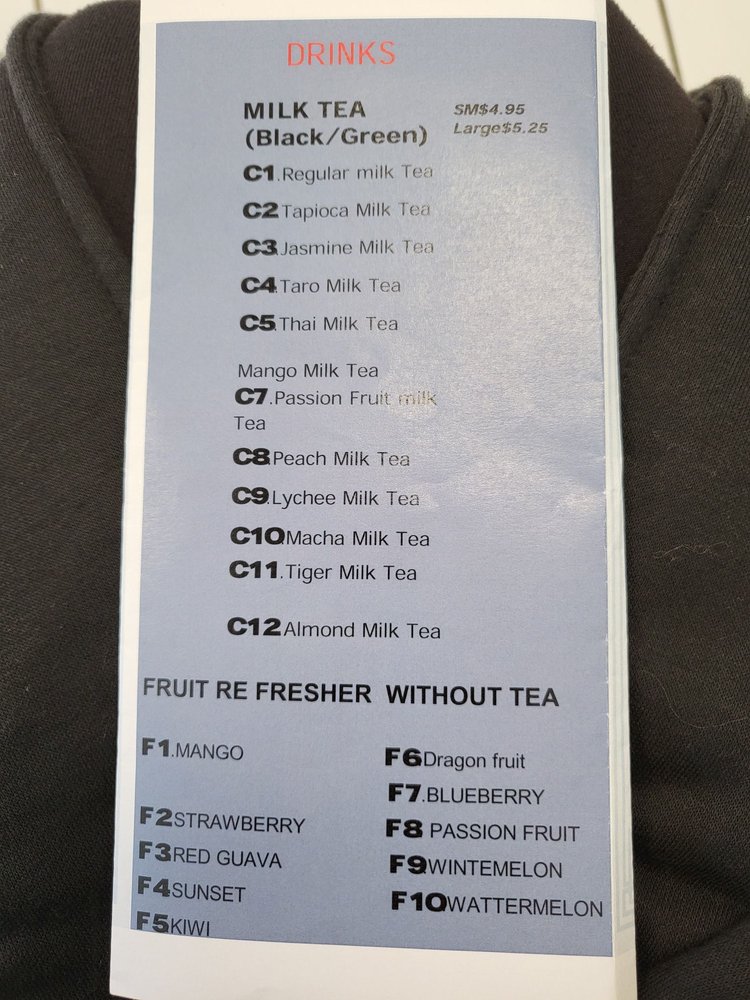 DRINKS
MILK TEA SM$4.95
(Black/Green) Large$5.25
C1.Regular milk Tea
C2 Tapioca Milk Tea
C3 Jasmine Milk Tea
C4.Taro Milk Tea
C5.Thai Milk Tea
Mango Milk Tea
C7.Passion Fruit milk
Tea
C8 Peach Milk Tea
C9.Lychee Milk Tea
C10 Macha Milk Tea
C11.Tiger Milk Tea
C12 Almond Milk Tea
FRUIT RE FRESHER WITHOUT TEA
F1.MANGO
F2 STRAWBERRY
F3 RED GUAVA
F4 SUNSET
F5 KIWI
F6 Dragon fruit
F7.BLUEBERRY
F8 PASSION FRUIT
F9 WINTEMELON
F10 WATTERMELON